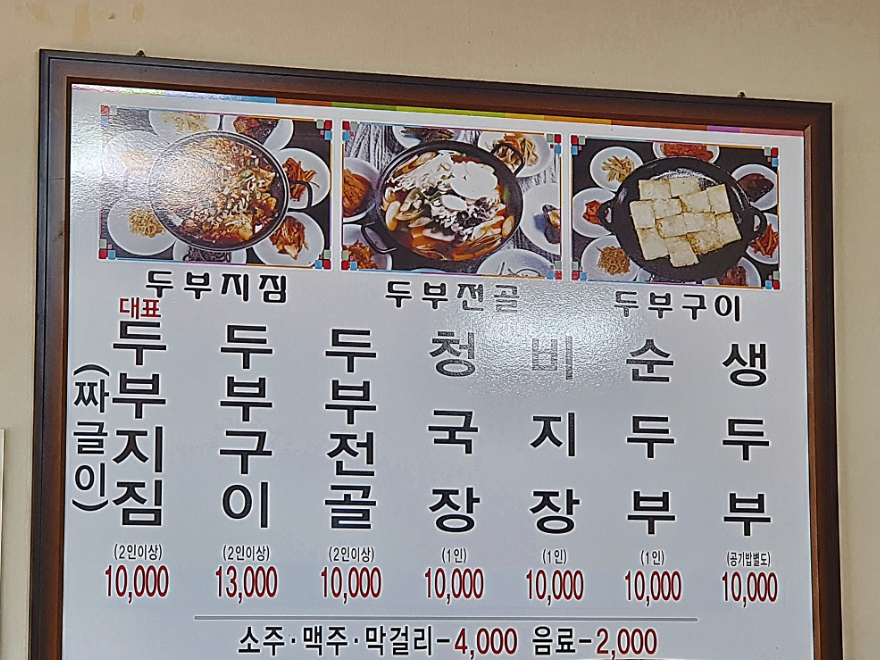 두부지짐
두부전골
두부구이
대표
두부지짐
(짜글이)
(2인이상)
10,000
두부구이
(2인이상)
13,000
두부전골
(2인이상)
10,000
청국장
(1인)
10,000
비지장
(1인)
10,000
순두부
(1인)
10,000
생두부
(공기밥별도)
10,000
소주·맥주·막걸리-4,000 음료-2,000